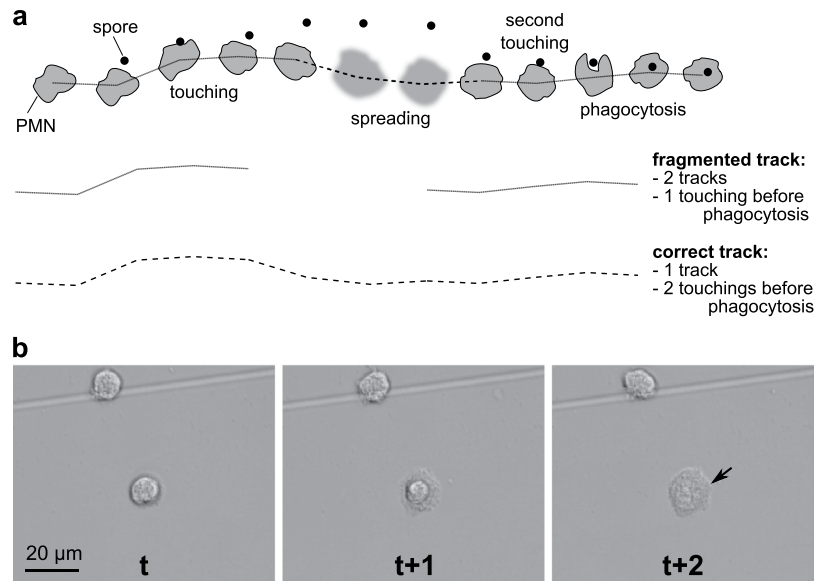 a
spore
second
touching
touching
PMN
spreading
phagocytosis
fragmented track:
- 2 tracks
- 1 touching before
phagocytosis
correct track:
- 1 track
- 2 touchings before
phagocytosis
b
20 µm
t
t+1
t+2